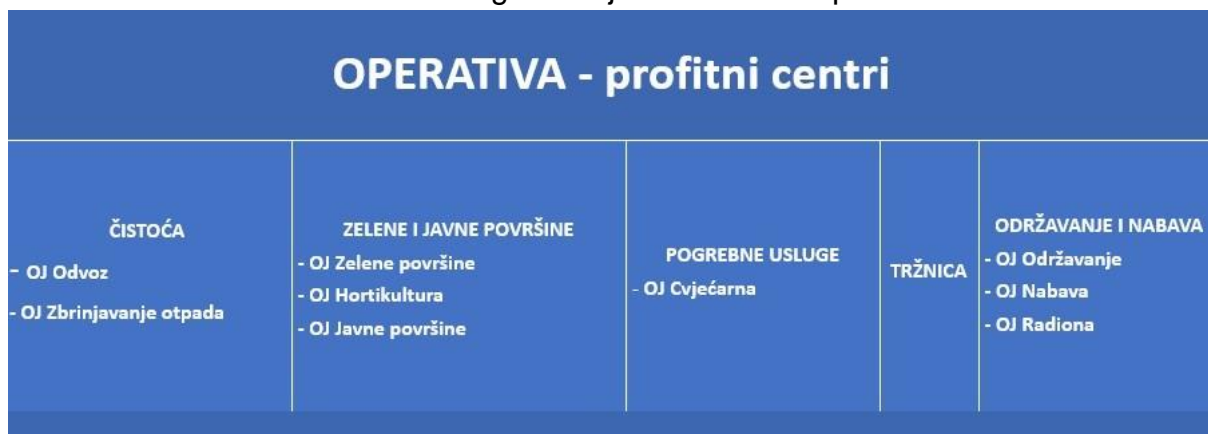 OPERATIVA - profitni centri
ČISTOĆA
- OJ Odvoz
- OJ Zbrinjavanje otpada
ZELENE I JAVNE POVRŠINE
- OJ Zelene površine
- OJ Hortikultura
- OJ Javne površine
POGREBNE USLUGE
- OJ Cvjećarna
TRŽNICA
ODRŽAVANJE I NABAVA
- OJ Održavanje
- OJ Nabava
- OJ Radiona